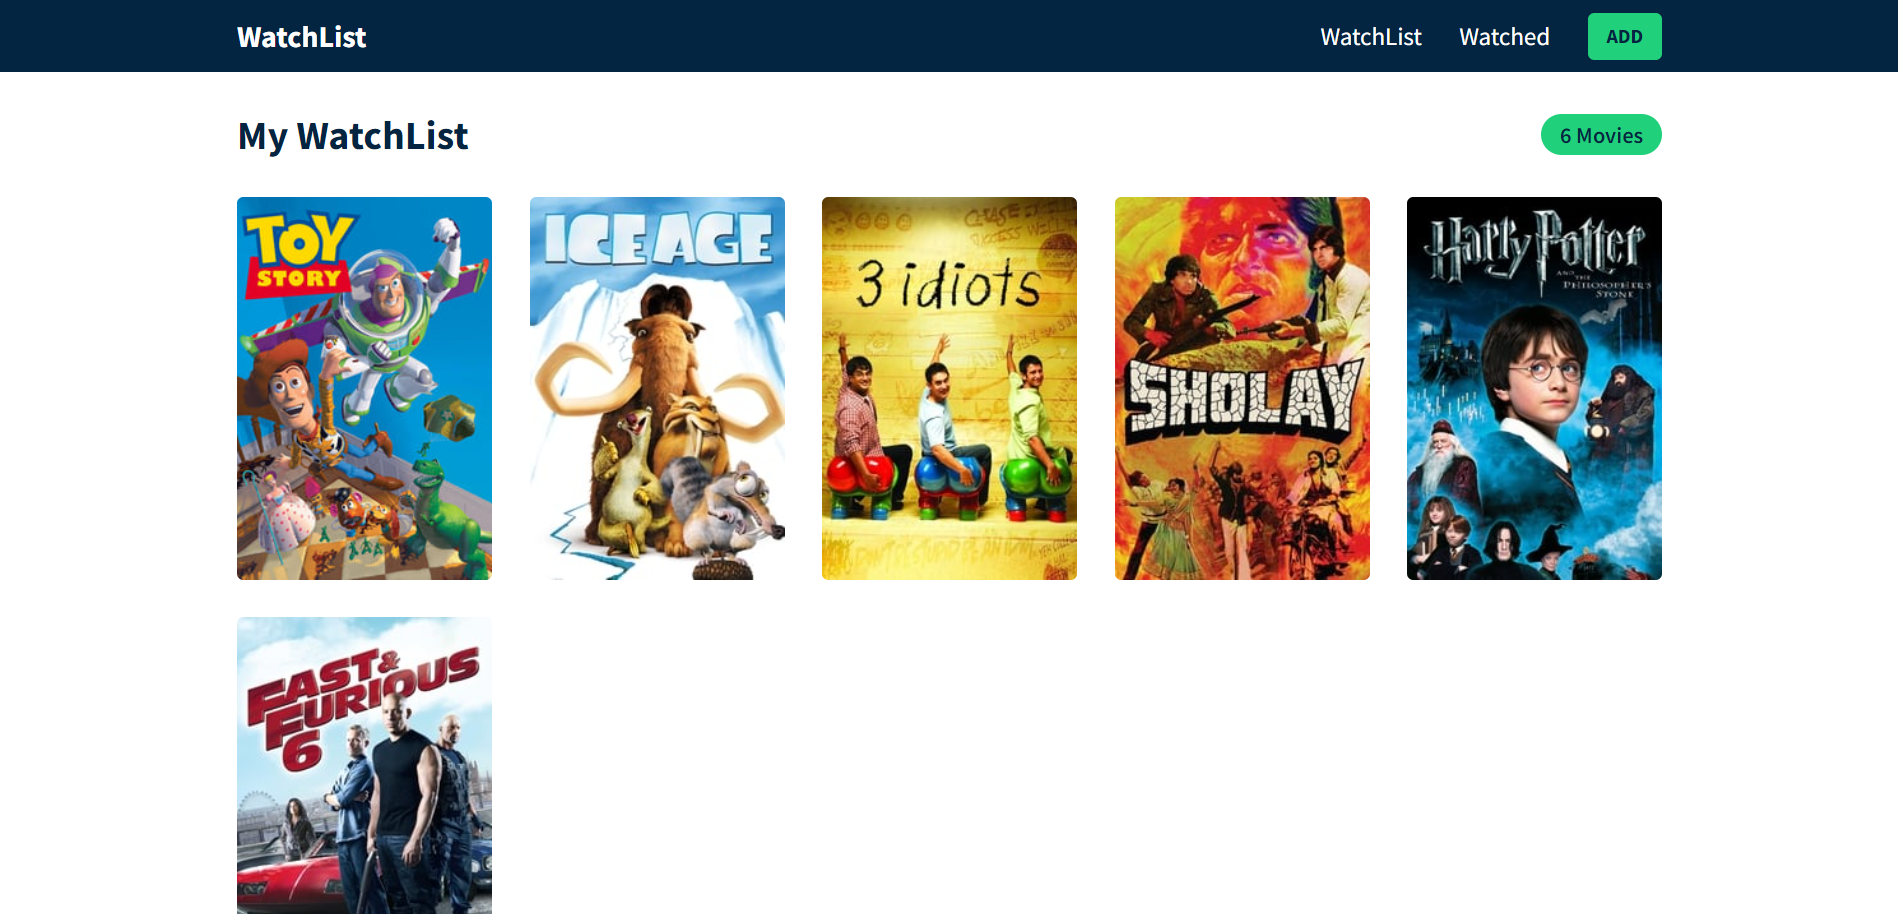 WatchList
WatchList Watched ADD
My WatchList
6 Movies
TOY
STORY
ICE AGE
3 idiots
SHOLAY
Harry Potter
AND THE
PHILOSOPHER'S
STONE
FAST &
FURIOUS
6